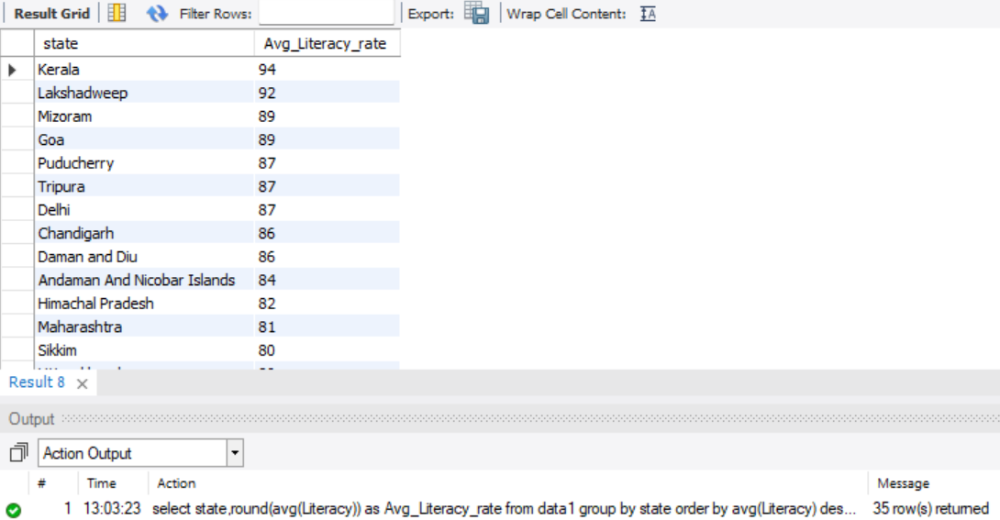 Result Grid Filter Rows: Export: Wrap Cell Content: IA
state Avg_Literacy_rate
Kerala 94
Lakshadweep 92
Mizoram 89
Goa 89
Puducherry 87
Tripura 87
Delhi 87
Chandigarh 86
Daman and Diu 86
Andaman And Nicobar Islands 84
Himachal Pradesh 82
Maharashtra 81
Sikkim 80
Result 8 ×
Output
Action Output
# Time Action Message
1 13:03:23 select state,round(avg(Literacy)) as Avg_Literacy_rate from data1 group by state order by avg(Literacy) des... 35 row(s) returned